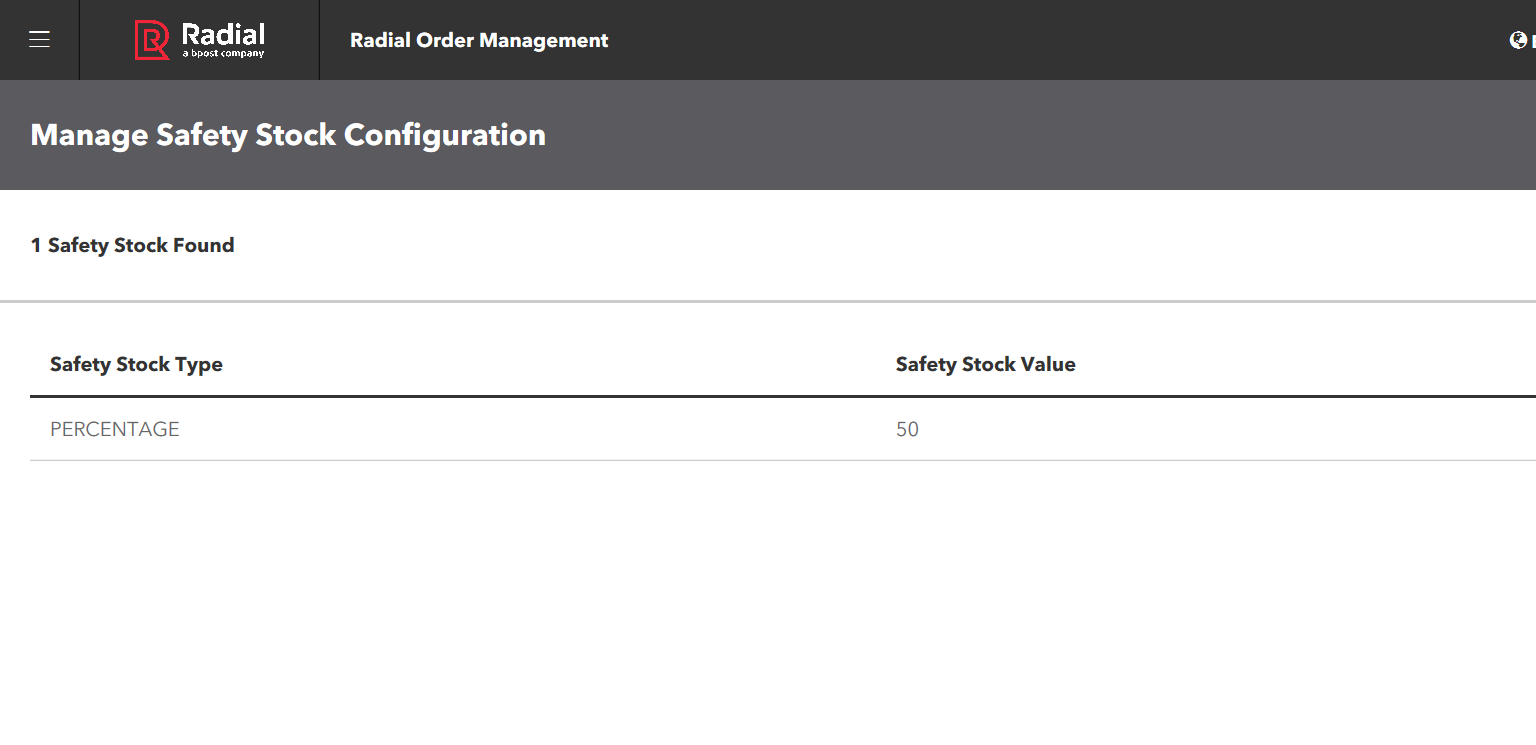 Radial
a bpost company
Radial Order Management
Manage Safety Stock Configuration
1 Safety Stock Found
Safety Stock Type Safety Stock Value
PERCENTAGE 50